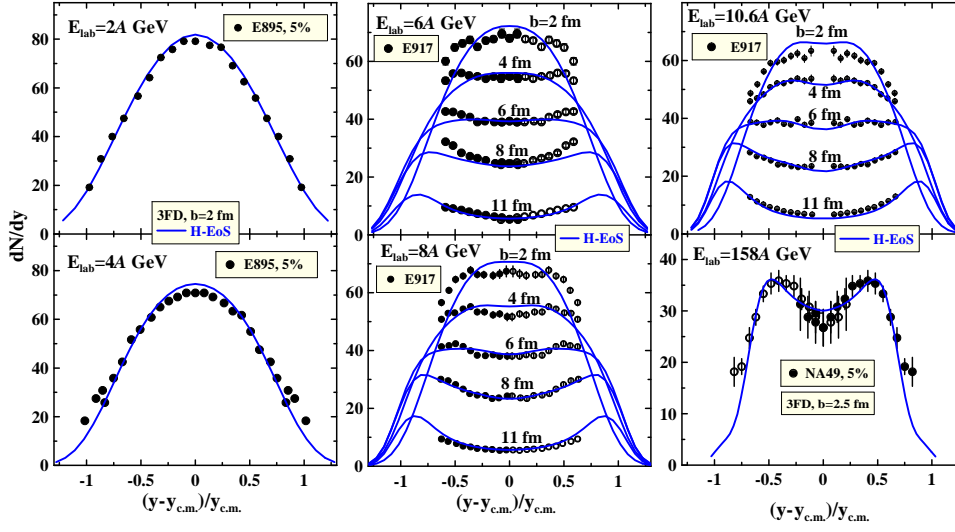 E_lab=2A GeV
E895, 5%
80
60
40
20
dN/dy
3FD, b=2 fm
H-EoS
E_lab=4A GeV
E895, 5%
80
60
40
20
0
-1 -0.5 0 0.5 1
(y-y_c.m.)/y_c.m.
E_lab=6A GeV
b=2 fm
E917
60
40
20
4 fm
6 fm
8 fm
11 fm
E_lab=8A GeV
b=2 fm
E917
60
40
20
0
4 fm
6 fm
8 fm
11 fm
-1 -0.5 0 0.5 1
(y-y_c.m.)/y_c.m.
E_lab=10.6A GeV
b=2 fm
E917
80
60
40
20
4 fm
6 fm
8 fm
11 fm
H-EoS
E_lab=158A GeV
40
30
20
10
0
NA49, 5%
3FD, b=2.5 fm
-1 -0.5 0 0.5 1
(y-y_c.m.)/y_c.m.